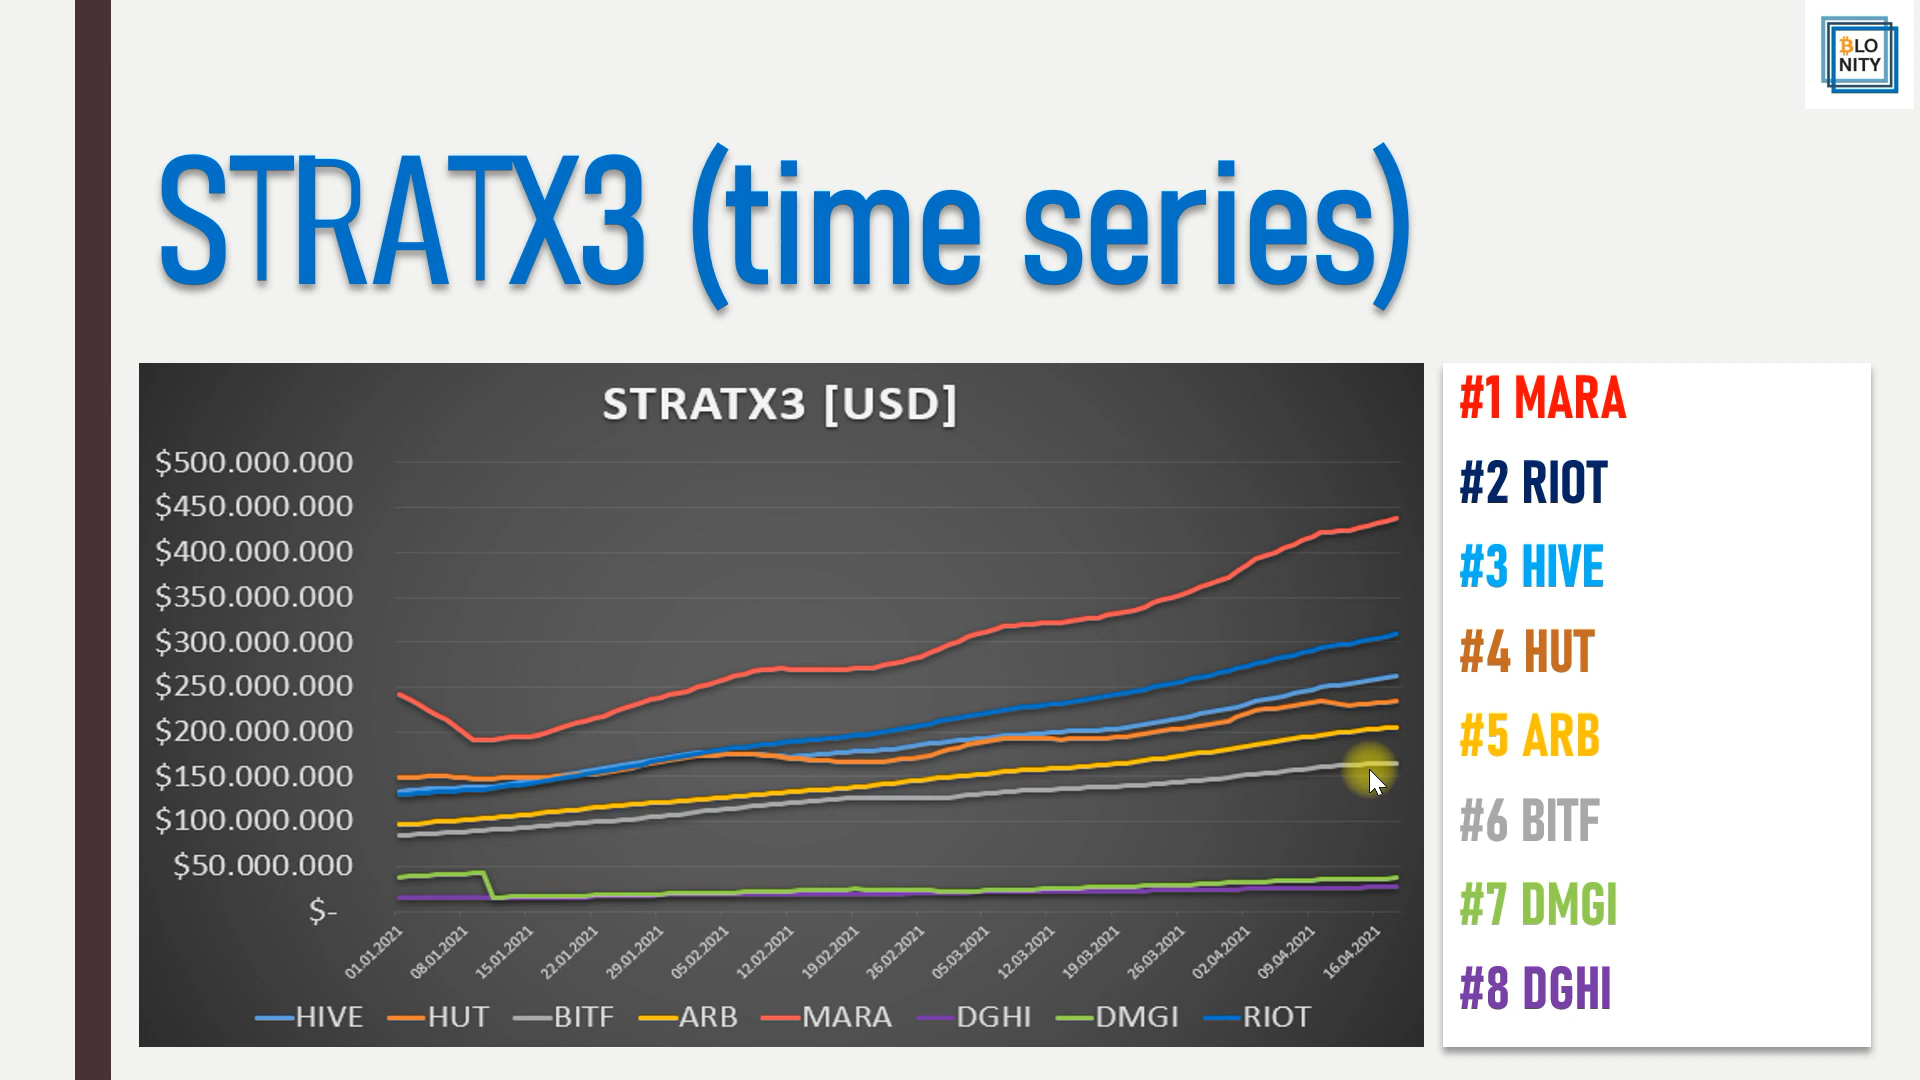 ₿LO
NITY
STRATX3 (time series)
STRATX3 [USD]
$500.000.000
$450.000.000
$400.000.000
$350.000.000
$300.000.000
$250.000.000
$200.000.000
$150.000.000
$100.000.000
$50.000.000
$-
01.01.2021
08.01.2021
15.01.2021
22.01.2021
29.01.2021
05.02.2021
12.02.2021
19.02.2021
26.02.2021
05.03.2021
12.03.2021
19.03.2021
26.03.2021
02.04.2021
09.04.2021
16.04.2021
HIVE HUT BITF ARB MARA DGHI DMGI RIOT
#1 MARA
#2 RIOT
#3 HIVE
#4 HUT
#5 ARB
#6 BITF
#7 DMGI
#8 DGHI